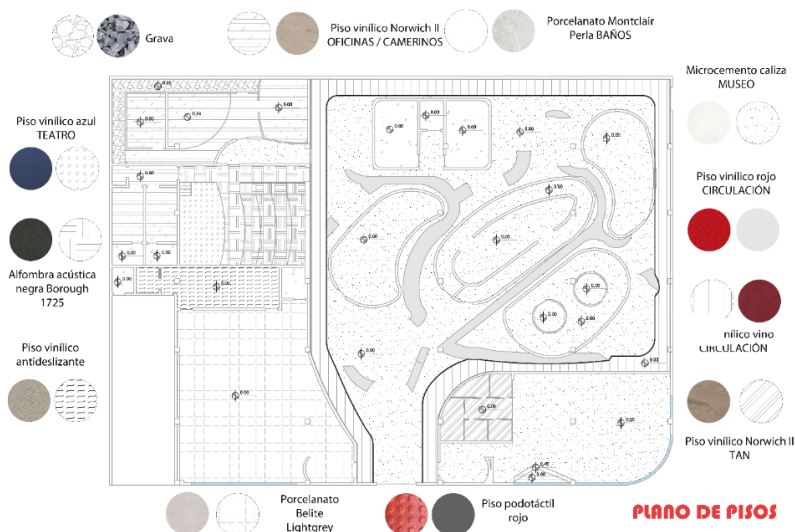 Grava
Piso vinílico Norwich II
OFICINAS / CAMERINOS
Porcelanato Montclair
Perla BAÑOS
Microcemento caliza
MUSEO
Piso vinílico azul
TEATRO
Piso vinílico rojo
CIRCULACIÓN
Alfombra acústica
negra Borough
1725
nílico vino
CIRCULACIÓN
Piso vinílico
antideslizante
Piso vinílico Norwich II
TAN
Porcelanato
Belite
Lightgrey
Piso podotáctil
rojo
PLANO DE PISOS